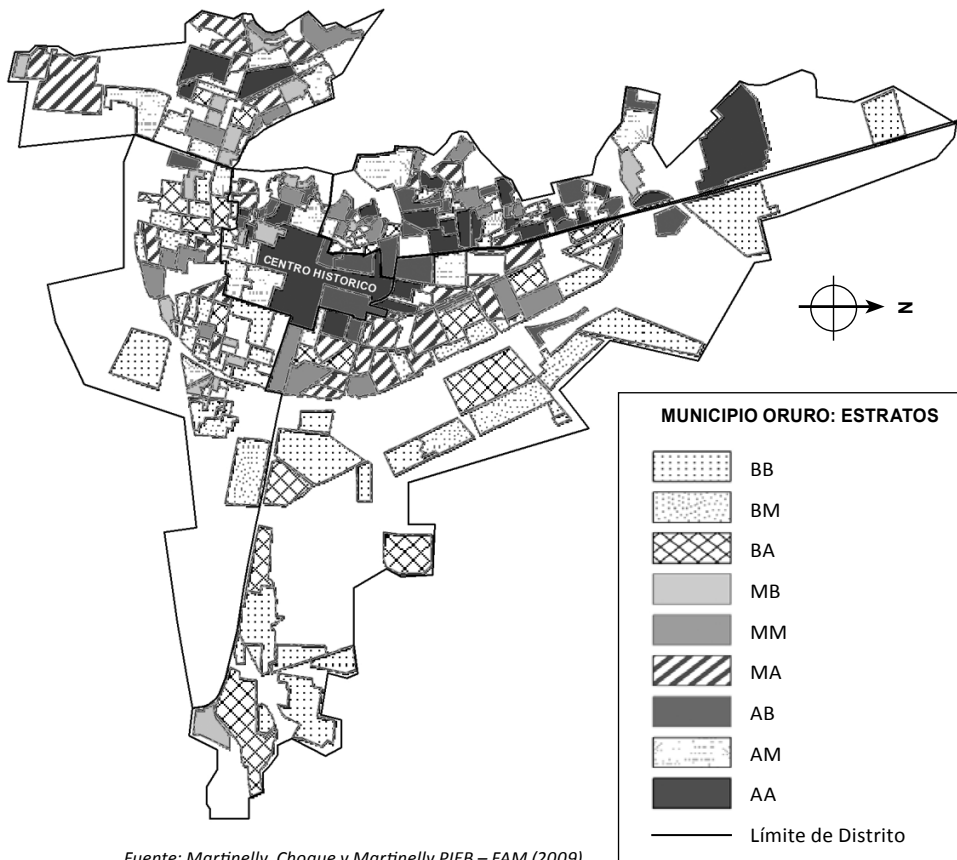 CENTRO HISTORICO
N
MUNICIPIO ORURO: ESTRATOS
BB
BM
BA
MB
MM
MA
AB
AM
AA
Límite de Distrito
Fuente: Martinelly, Choque y Martinelly PIEB – FAM (2009)